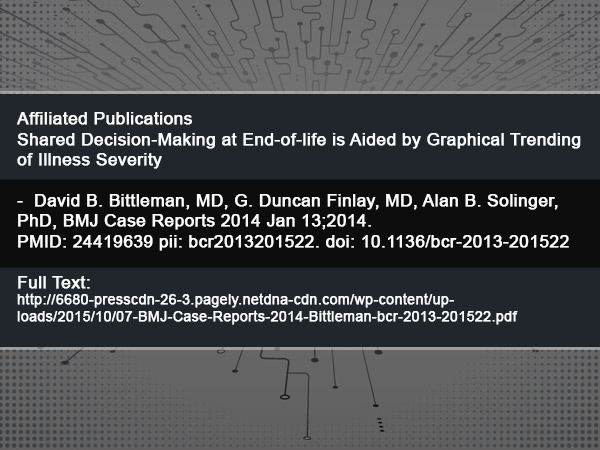 Affiliated Publications
Shared Decision-Making at End-of-life is Aided by Graphical Trending
of Illness Severity
- David B. Bittleman, MD, G. Duncan Finlay, MD, Alan B. Solinger,
PhD, BMJ Case Reports 2014 Jan 13;2014.
PMID: 24419639 pii: bcr2013201522. doi: 10.1136/bcr-2013-201522
Full Text:
http://6680-presscdn-26-3.pagely.netdna-cdn.com/wp-content/up-
loads/2015/10/07-BMJ-Case-Reports-2014-Bittleman-bcr-2013-201522.pdf